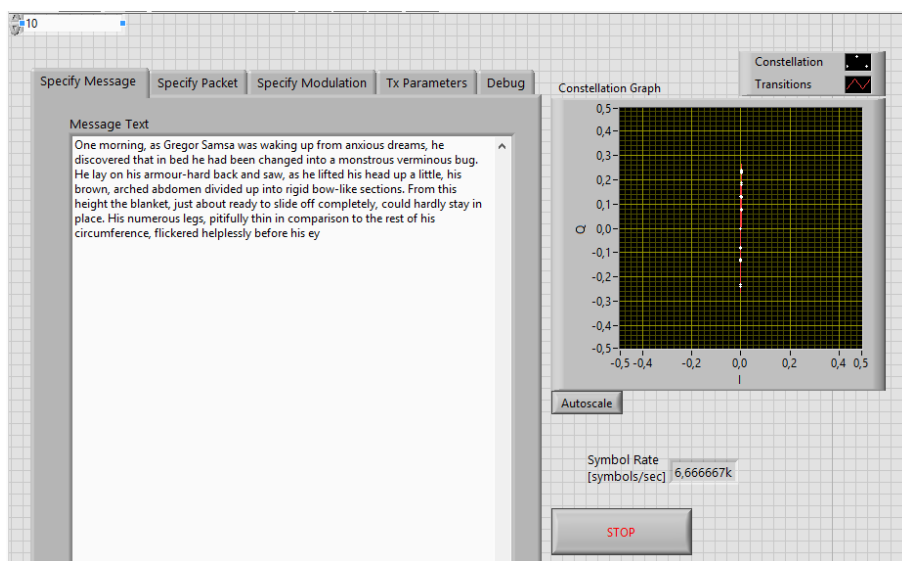 10
Specify Message
Specify Packet
Specify Modulation
Tx Parameters
Debug
Message Text
One morning, as Gregor Samsa was waking up from anxious dreams, he
discovered that in bed he had been changed into a monstrous verminous bug.
He lay on his armour-hard back and saw, as he lifted his head up a little, his
brown, arched abdomen divided up into rigid bow-like sections. From this
height the blanket, just about ready to slide off completely, could hardly stay in
place. His numerous legs, pitifully thin in comparison to the rest of his
circumference, flickered helplessly before his ey
Constellation
Transitions
Constellation Graph
0,5
0,4
0,3
0,2
0,1
0,0
-0,1
-0,2
-0,3
-0,4
-0,5
Q
-0,5 -0,4 -0,2 0,0 0,2 0,4 0,5
I
Autoscale
Symbol Rate
[symbols/sec] 6,666667k
STOP